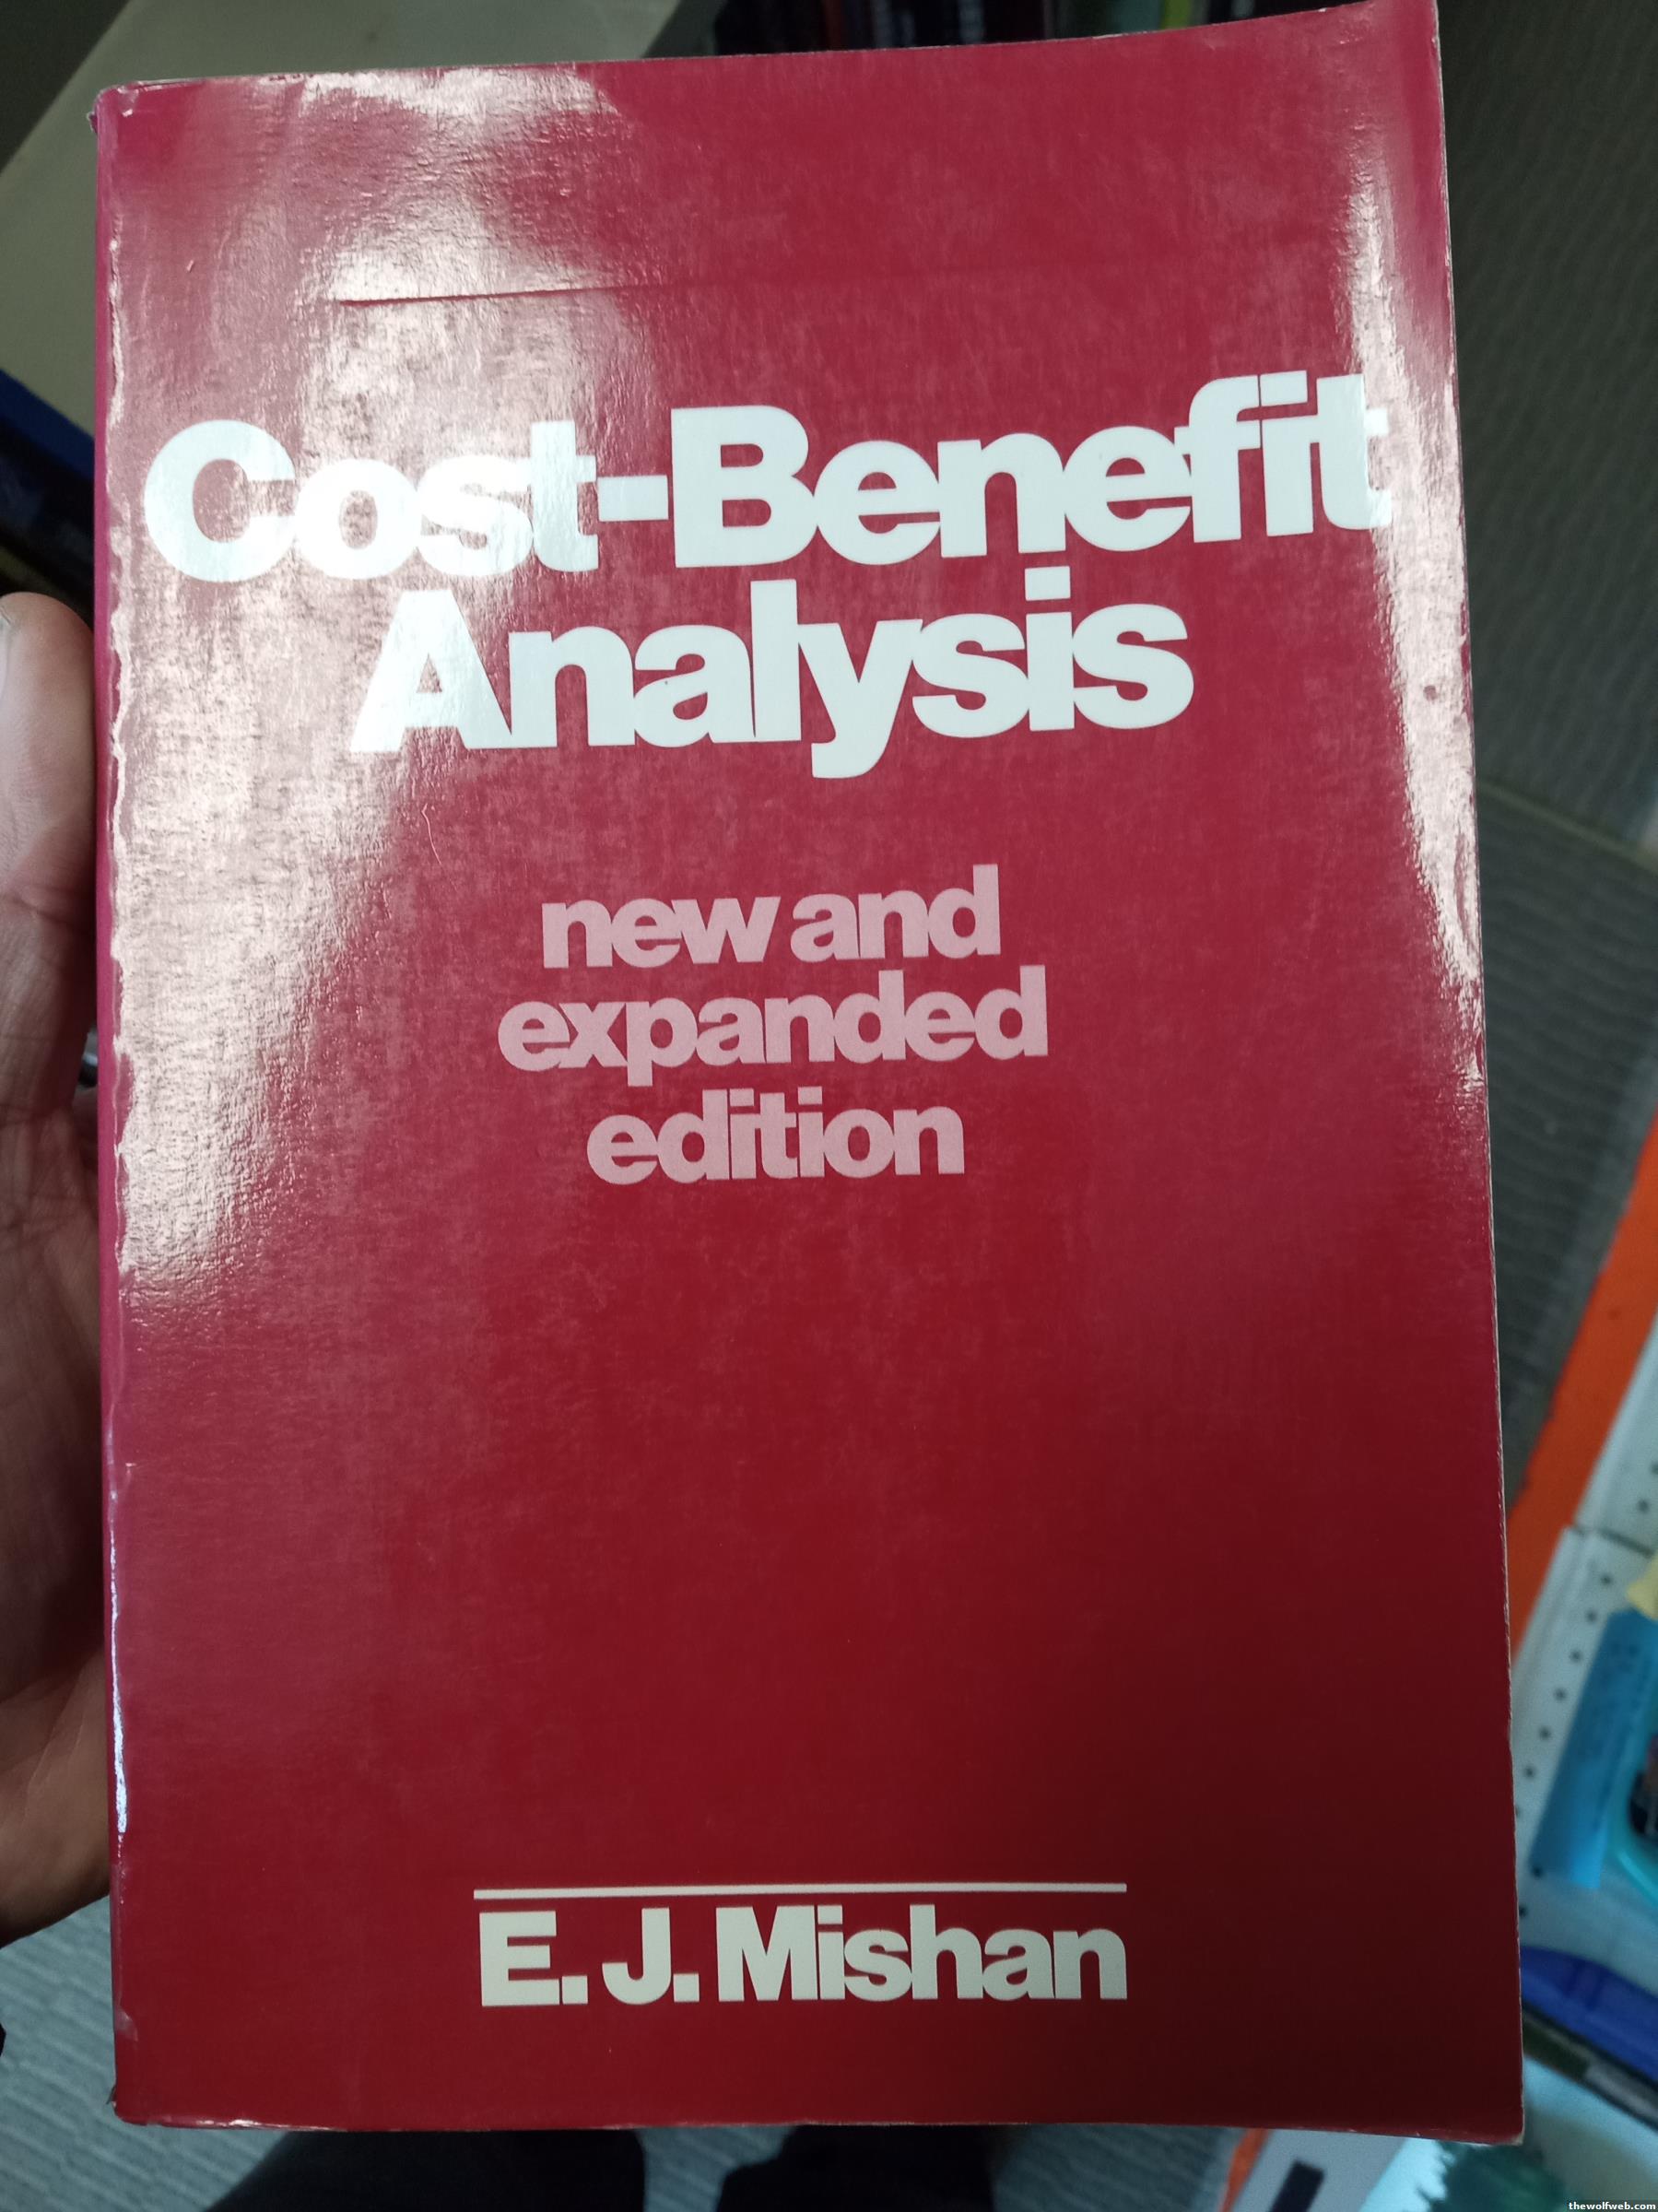 Cost-Benefit
Analysis
new and
expanded
edition
E. J. Mishan
thewolfweb.com